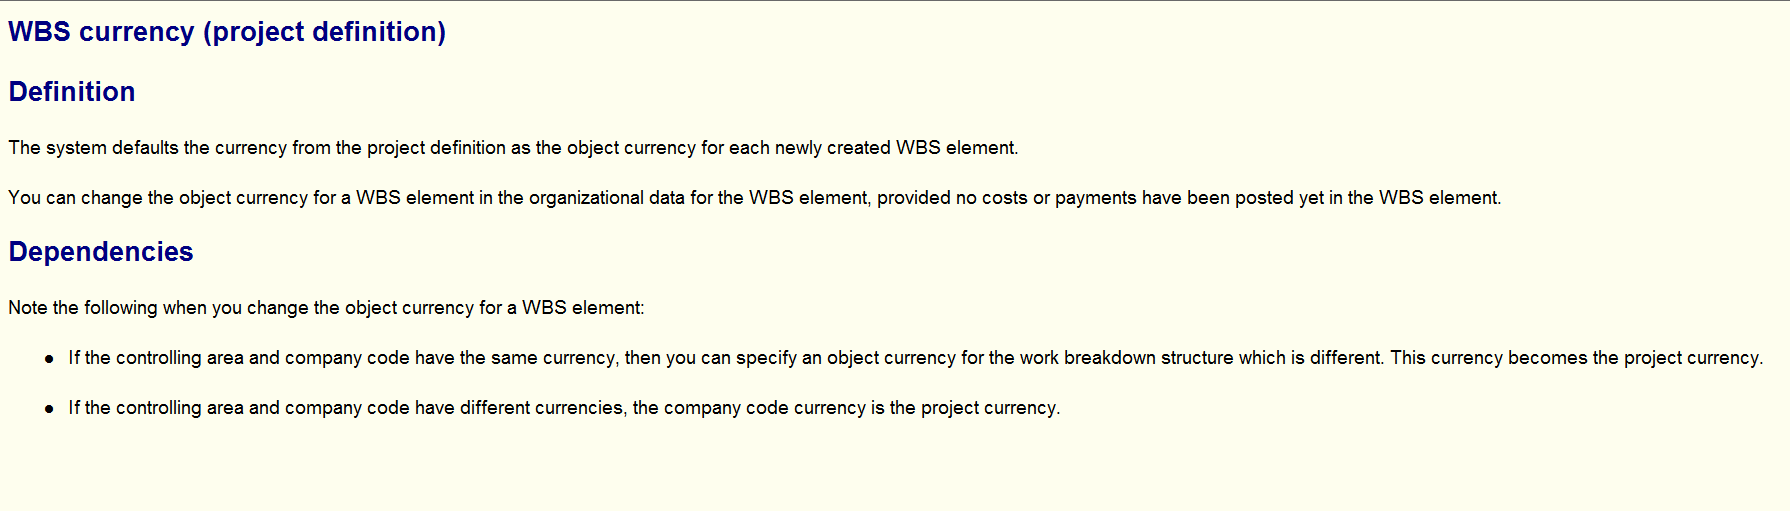 WBS currency (project definition)
Definition
The system defaults the currency from the project definition as the object currency for each newly created WBS element.
You can change the object currency for a WBS element in the organizational data for the WBS element, provided no costs or payments have been posted yet in the WBS element.
Dependencies
Note the following when you change the object currency for a WBS element:
● If the controlling area and company code have the same currency, then you can specify an object currency for the work breakdown structure which is different. This currency becomes the project currency.
● If the controlling area and company code have different currencies, the company code currency is the project currency.